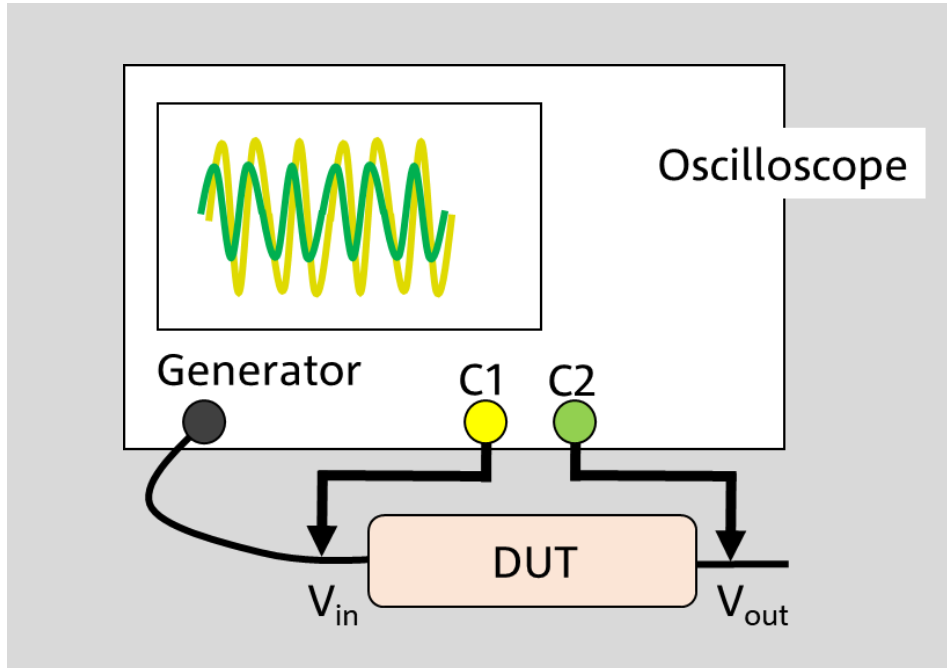 Oscilloscope
Generator
C1 C2
DUT
Vin
Vout